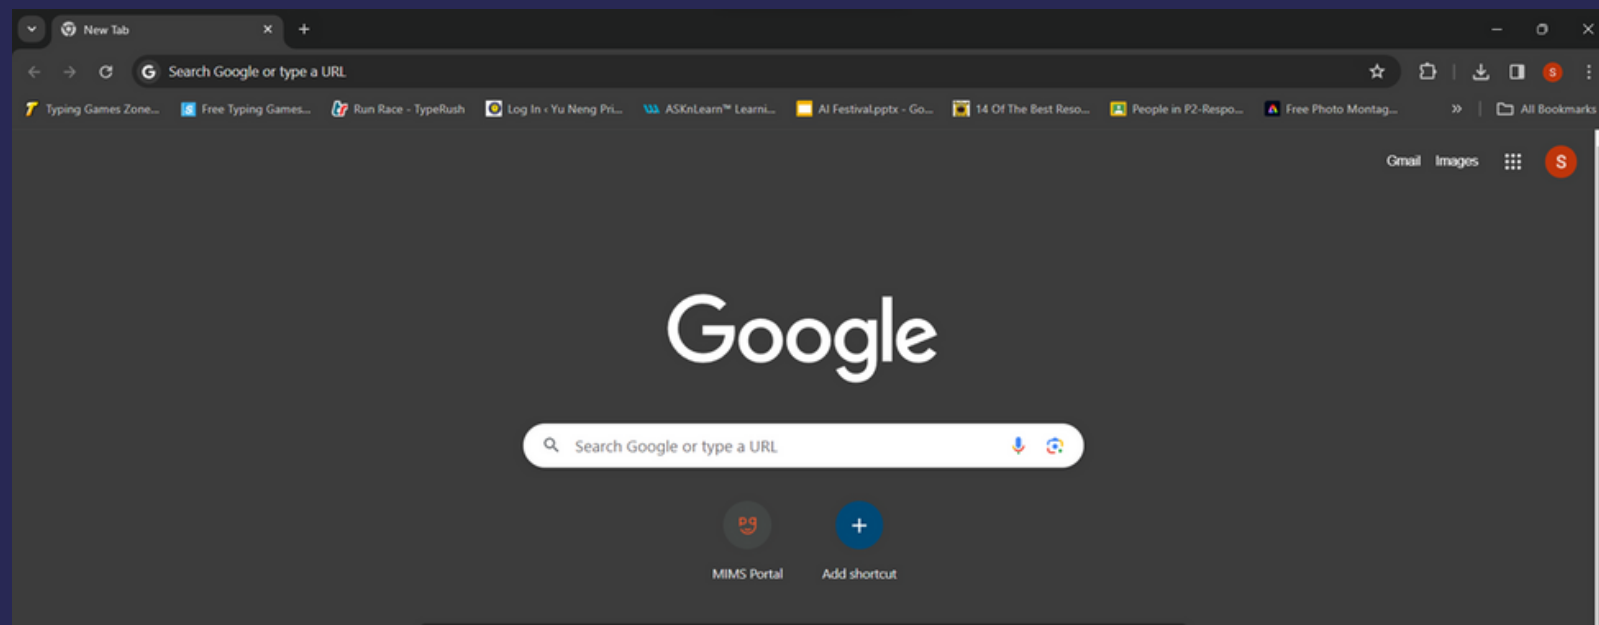 New Tab
Search Google or type a URL
S
Typing Games Zone... Free Typing Games... Run Race - TypeRush Log In ‹ Yu Neng Pri... ASKnLearn™ Learni... AI Festival.pptx - Go... 14 Of The Best Reso... People in P2-Respo... Free Photo Montag... » All Bookmarks
Gmail Images S
Google
Search Google or type a URL
MIMS Portal Add shortcut